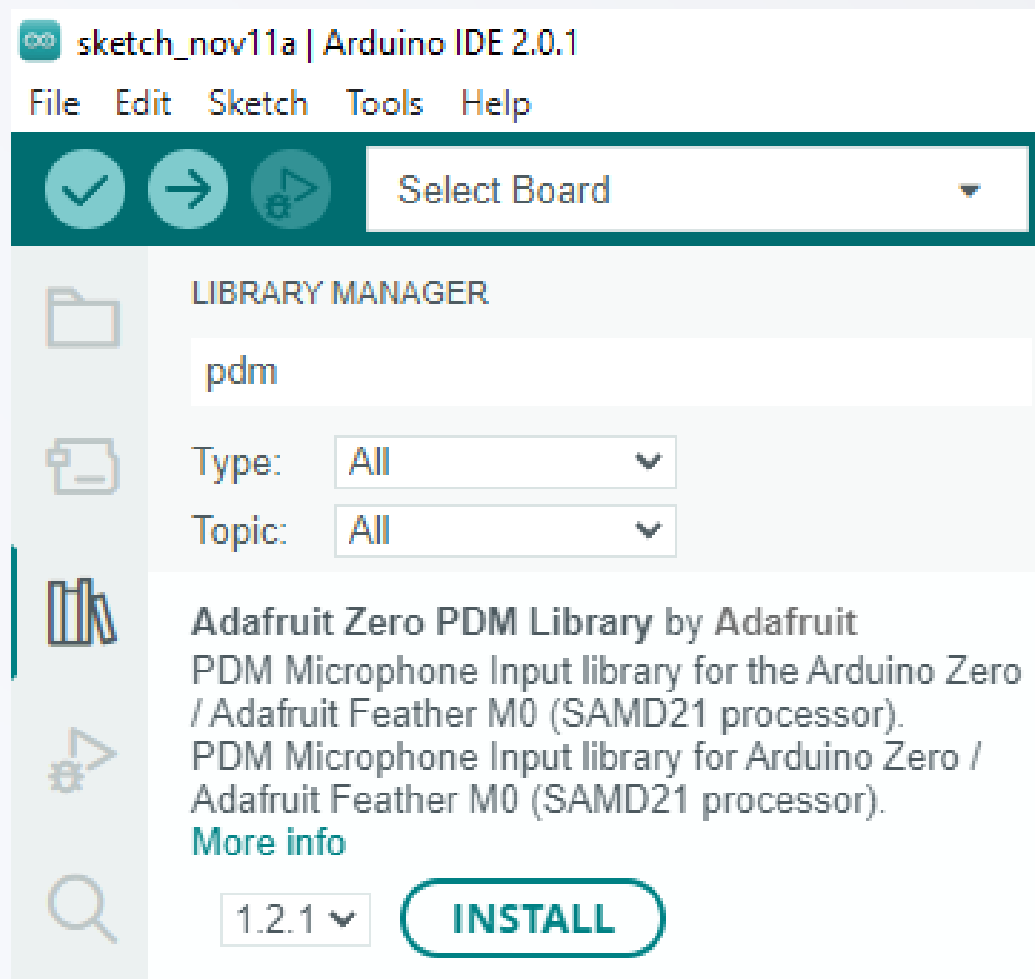 sketch_nov11a | Arduino IDE 2.0.1
File Edit Sketch Tools Help
Select Board
LIBRARY MANAGER
pdm
Type: All
Topic: All
Adafruit Zero PDM Library by Adafruit
PDM Microphone Input library for the Arduino Zero
/ Adafruit Feather M0 (SAMD21 processor).
PDM Microphone Input library for Arduino Zero /
Adafruit Feather M0 (SAMD21 processor).
More info
1.2.1 INSTALL